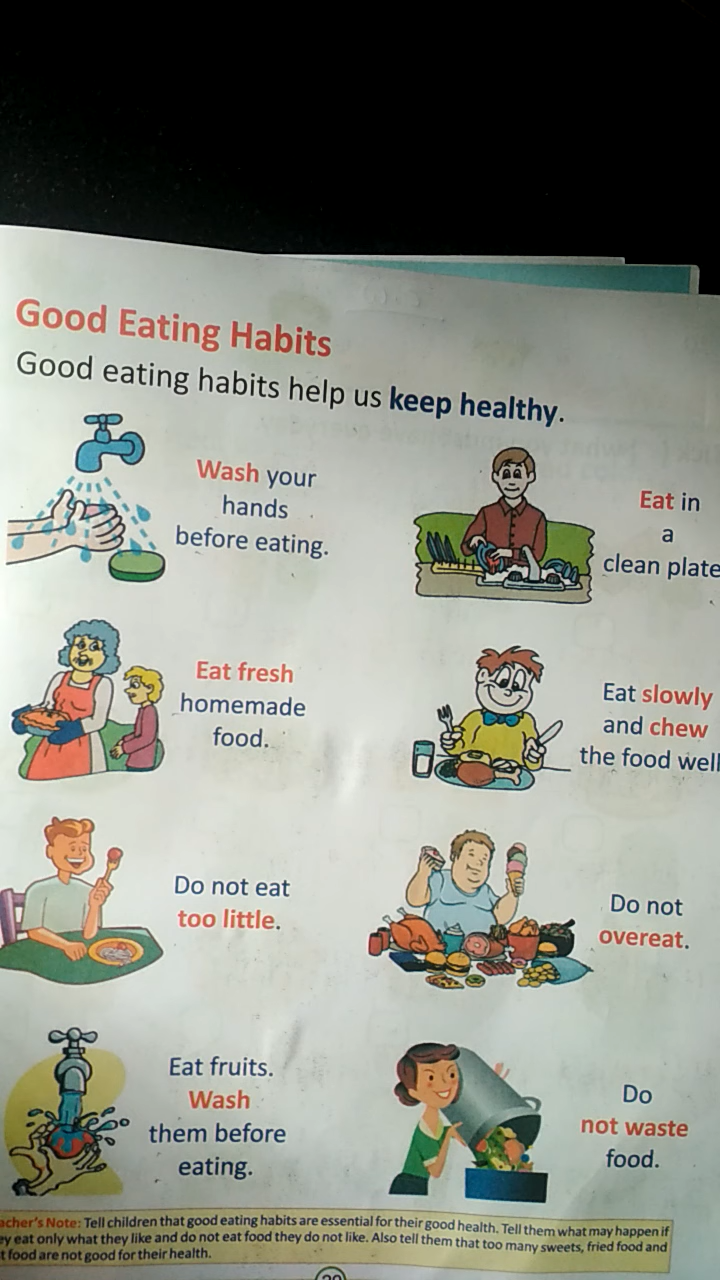 Good Eating Habits
Good eating habits help us keep healthy.
Wash your
hands
before eating.
Eat in
a
clean plate
Eat fresh
homemade
food.
Eat slowly
and chew
the food well
Do not eat
too little.
Do not
overeat.
Eat fruits.
Wash
them before
eating.
Do
not waste
food.
acher's Note: Tell children that good eating habits are essential for their good health. Tell them what may happen if
ey eat only what they like and do not eat food they do not like. Also tell them that too many sweets, fried food and
t food are not good for their health.